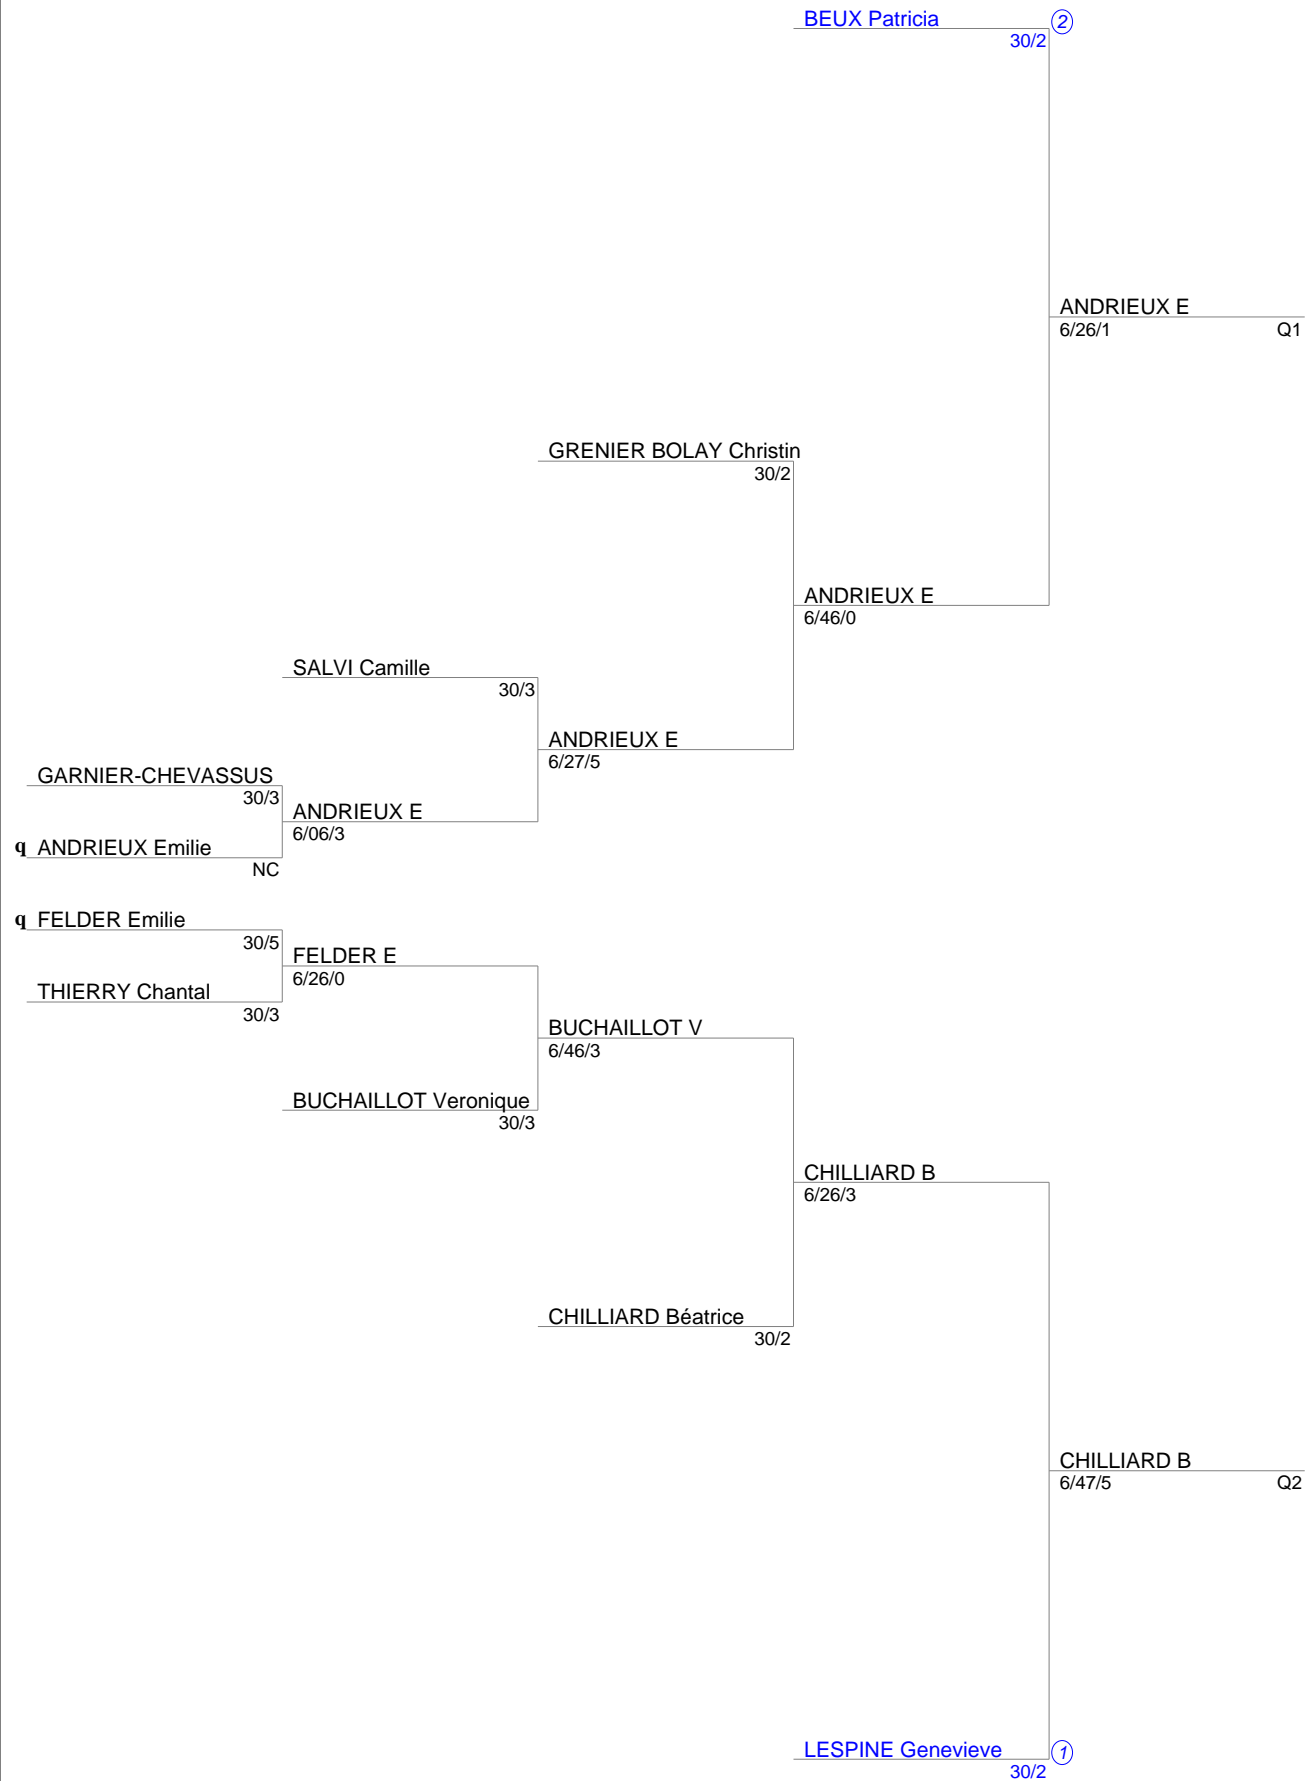 BEUX Patricia 2
30/2
ANDRIEUX E
6/26/1 Q1
GRENIER BOLAY Christin
30/2
ANDRIEUX E
6/46/0
SALVI Camille
30/3
ANDRIEUX E
6/27/5
GARNIER-CHEVASSUS
30/3
ANDRIEUX E
6/06/3
q ANDRIEUX Emilie
NC
q FELDER Emilie
30/5
FELDER E
6/26/0
THIERRY Chantal
30/3
BUCHAILLOT V
6/46/3
BUCHAILLOT Veronique
30/3
CHILLIARD B
6/26/3
CHILLIARD Béatrice
30/2
CHILLIARD B
6/47/5 Q2
LESPINE Genevieve 1
30/2